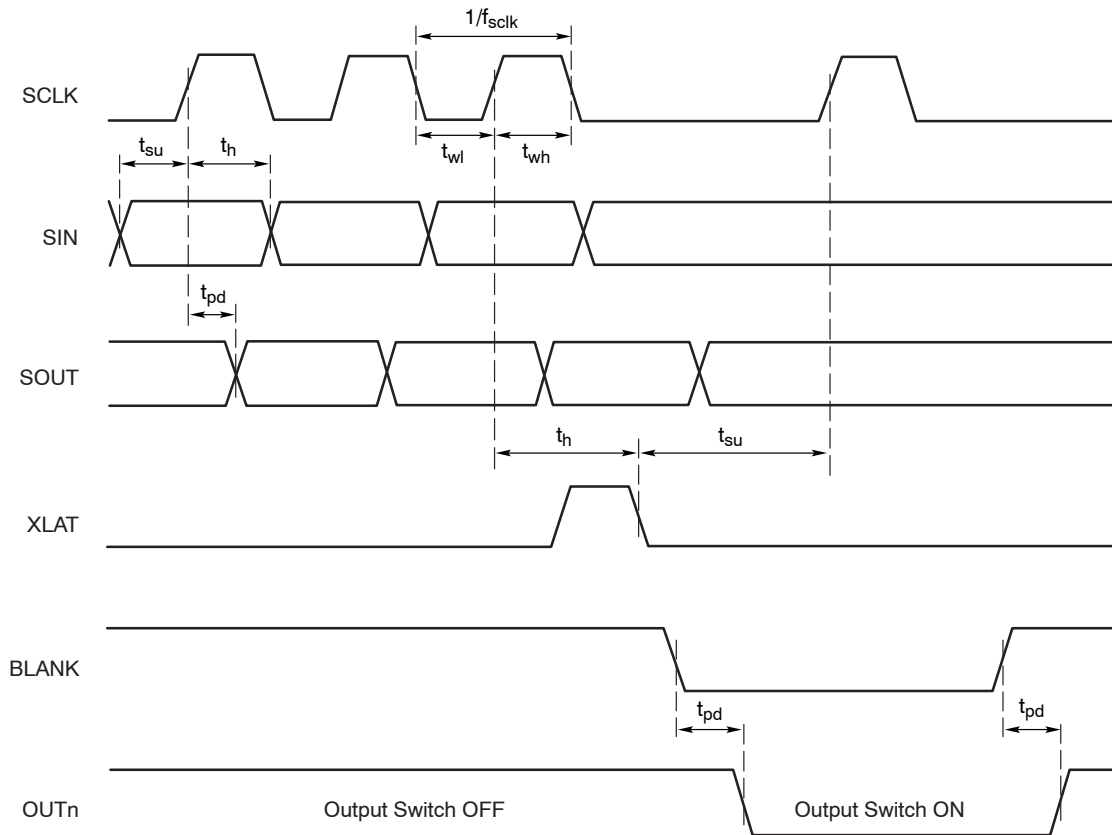 1/fsclk
SCLK
tsu th twl twh
SIN
tpd
SOUT
th tsu
XLAT
BLANK
tpd tpd
OUTn Output Switch OFF Output Switch ON